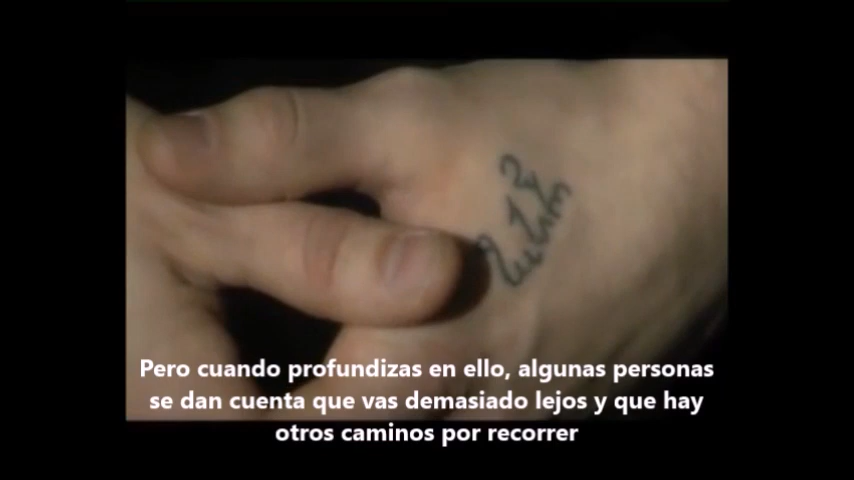 Pero cuando profundizas en ello, algunas personas
se dan cuenta que vas demasiado lejos y que hay
otros caminos por recorrer